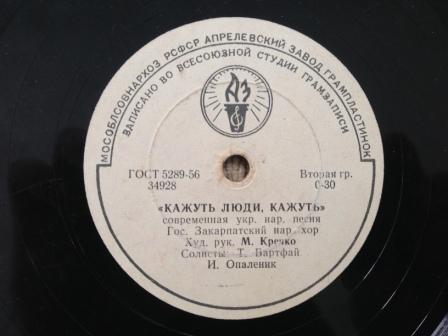 МОСОБЛСОВНАРХОЗ РСФСР АПРЕЛЕВСКИЙ ЗАВОД ГРАМПЛАСТИНОК
ЗАПИСАНО ВО ВСЕСОЮЗНОЙ СТУДИИ ГРАМЗАПИСИ
АЗ
ГОСТ 5289-56
34928
Вторая гр.
0-30
«КАЖУТЬ ЛЮДИ, КАЖУТЬ»
современная укр. нар. песня
Гос. Закарпатский нар. хор
Худ. рук. М. Кречко
Солисты: Т. Бартфай
И. Опаленик